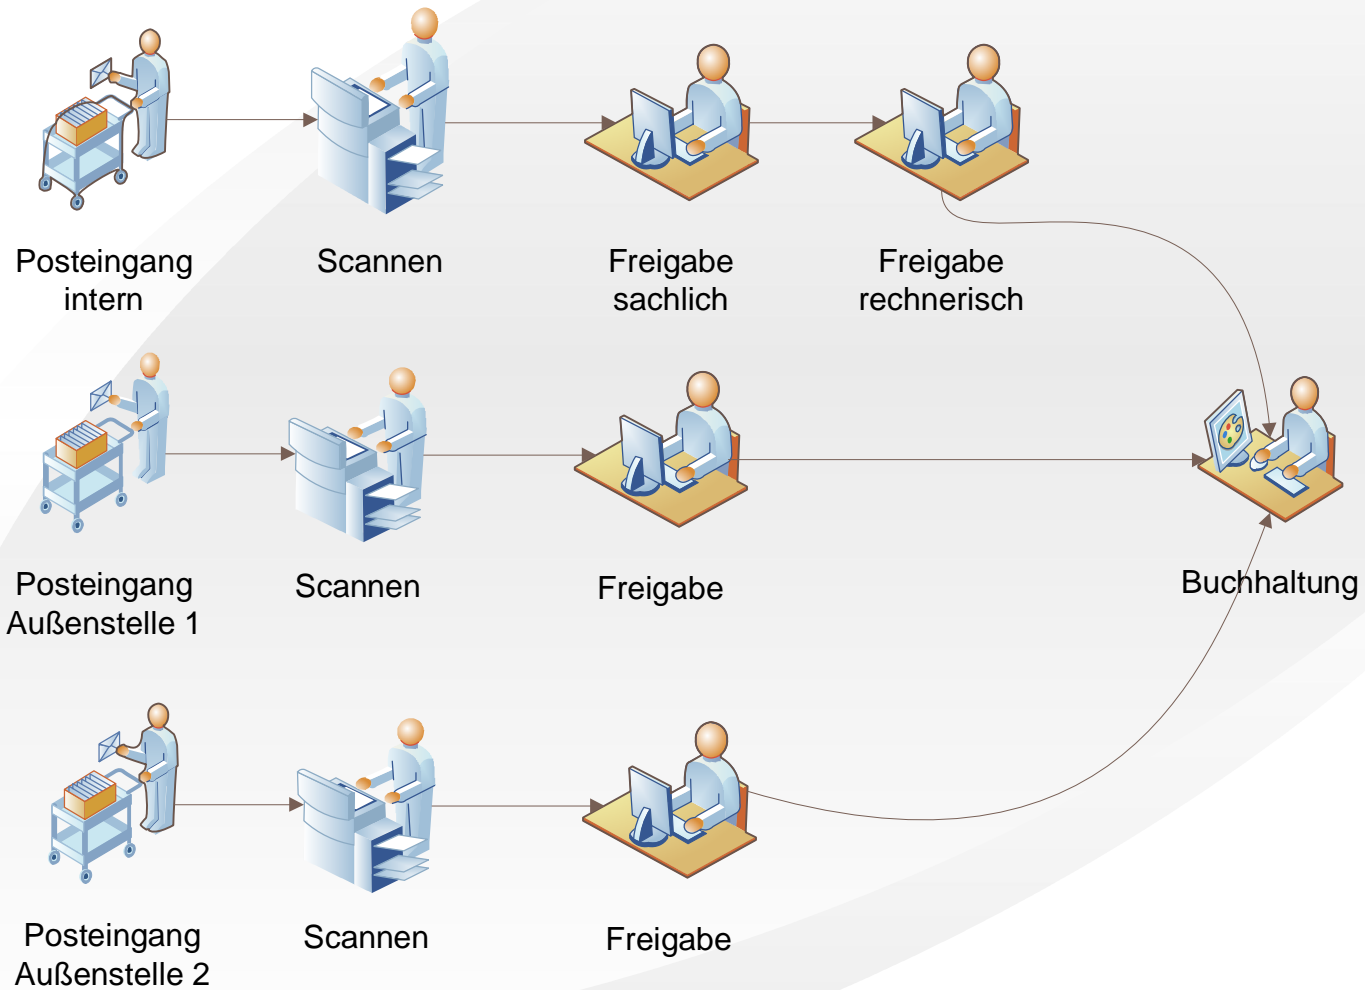 Posteingang
intern
Scannen
Freigabe
sachlich
Freigabe
rechnerisch
Posteingang
Außenstelle 1
Scannen
Freigabe
Buchhaltung
Posteingang
Außenstelle 2
Scannen
Freigabe